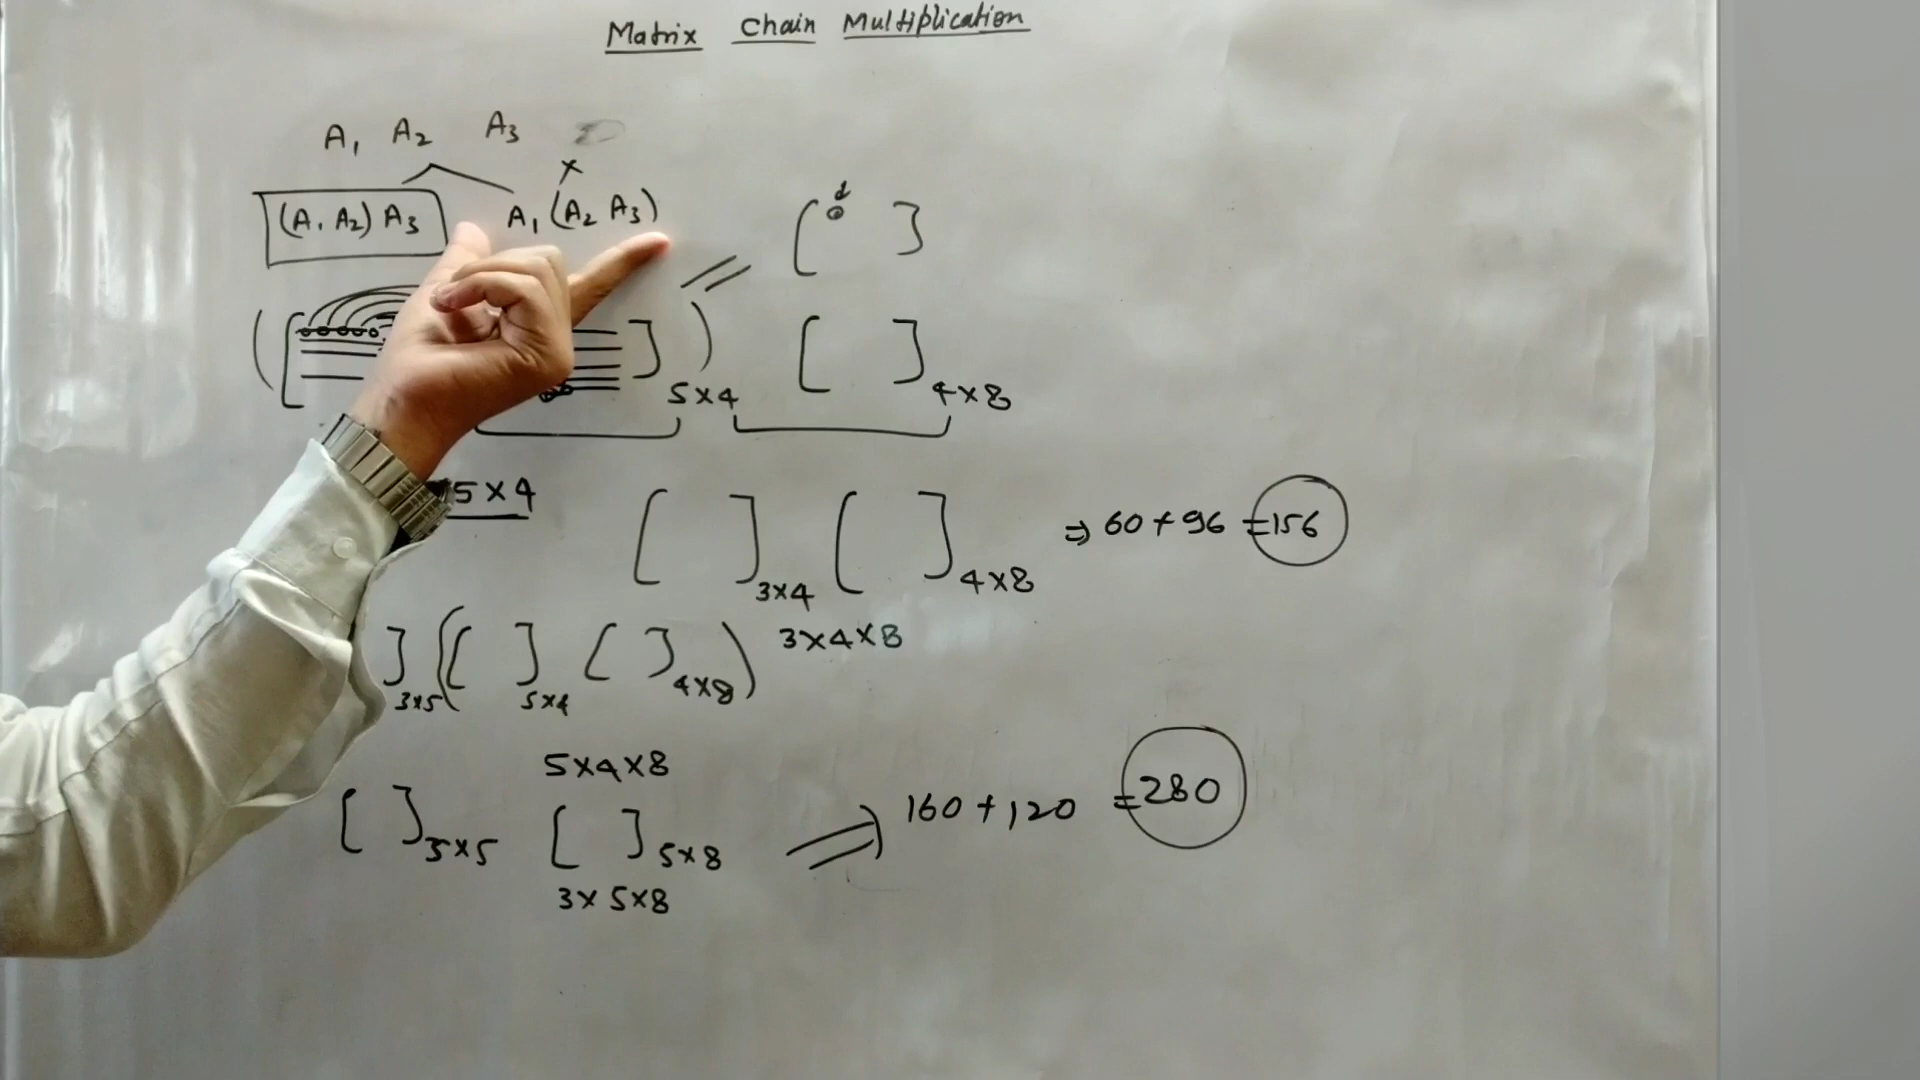 Matrix Chain Multiplication
A1 A2 A3
x
(A1 A2) A3 A1 (A2 A3)
5x4 4x8
5x4
3x4 4x8 ⇒ 60 + 96 = 156
3x5 5x4 4x8 3x4x8
5x4x8
3x5 5x8 ⇒ 160 + 120 = 280
3x5x8